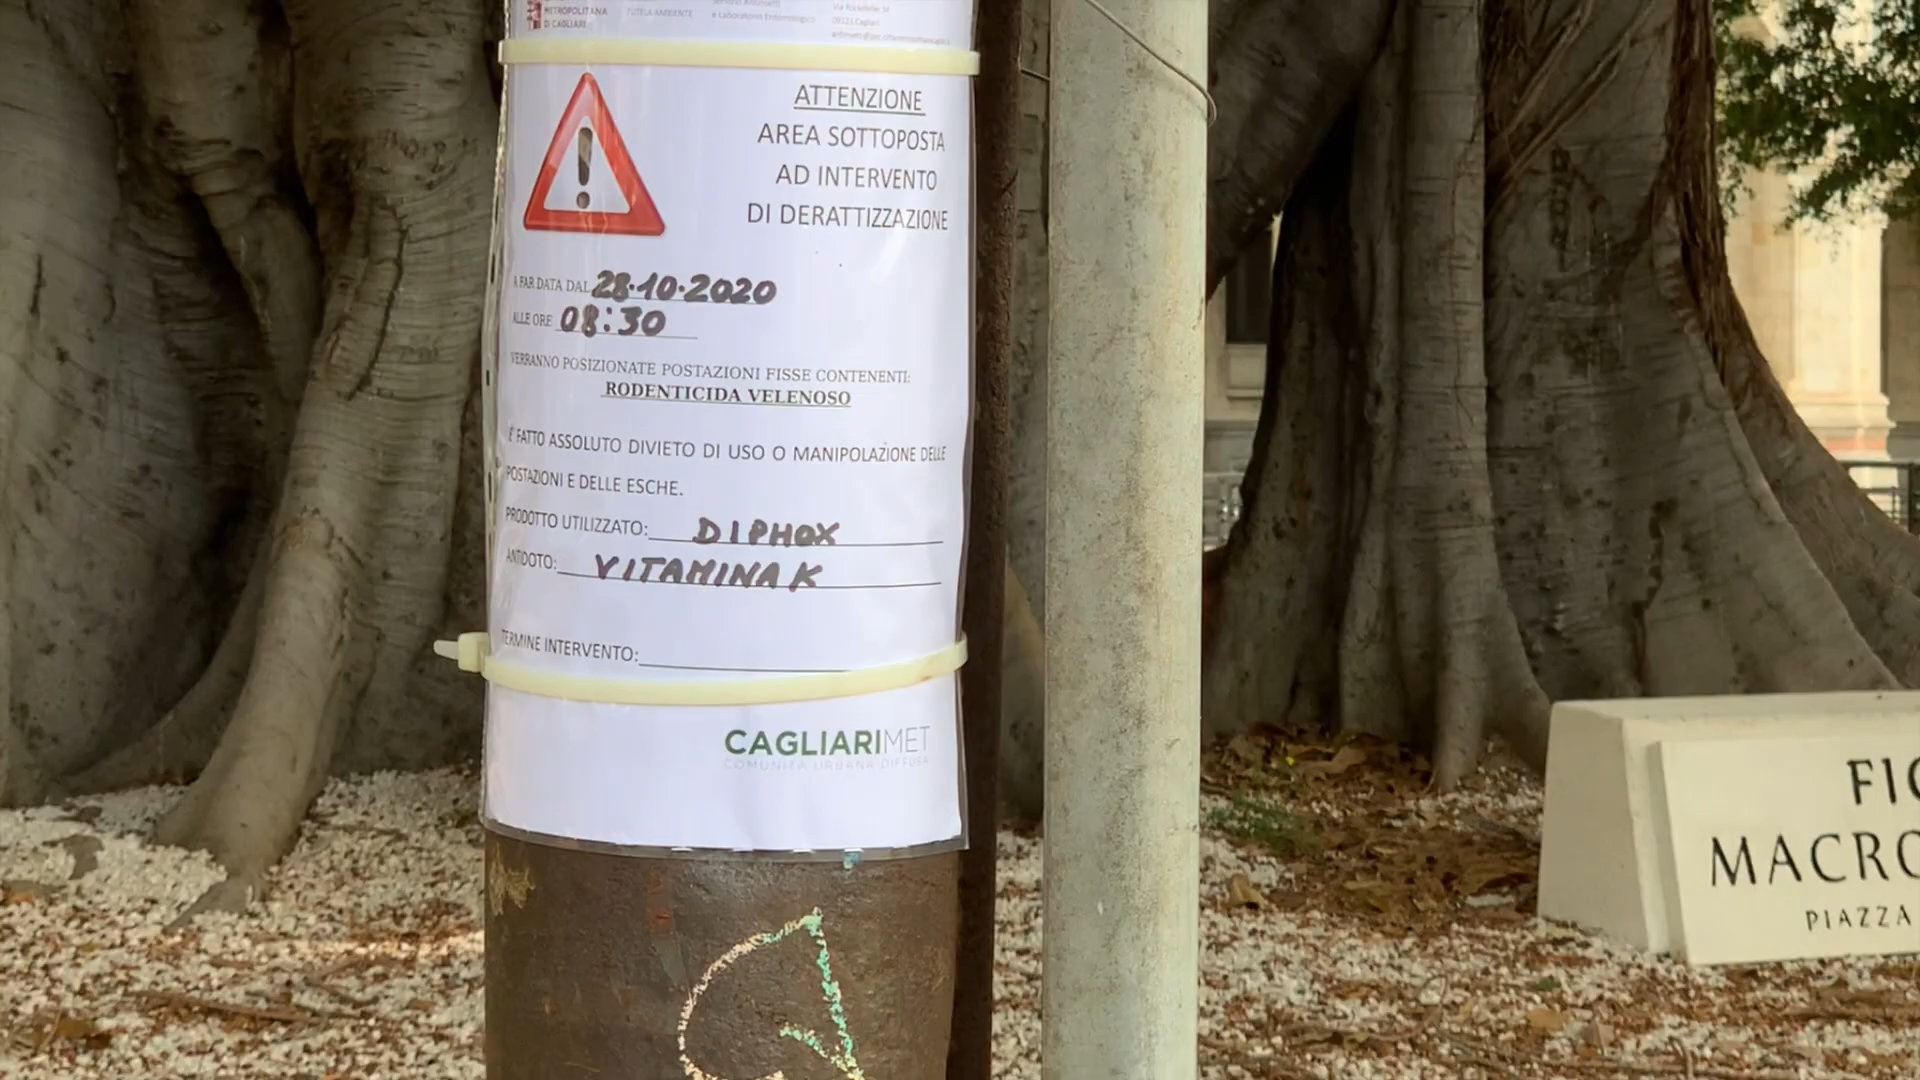 METROPOLITANA
DI CAGLIARI
TUTELA AMBIENTE
Servizio Antinsetti
e Laboratorio Entomologico
Via Rockefeller
09123 Cagliari
ATTENZIONE
AREA SOTTOPOSTA
AD INTERVENTO
DI DERATTIZZAZIONE
A FAR DATA DAL 28.10.2020
ALLE ORE 08:30
VERRANNO POSIZIONATE POSTAZIONI FISSE CONTENENTI:
RODENTICIDA VELENOSO
E' FATTO ASSOLUTO DIVIETO DI USO O MANIPOLAZIONE DELLE
POSTAZIONI E DELLE ESCHE.
PRODOTTO UTILIZZATO: DIPHOX
ANTIDOTO: VITAMINA K
TERMINE INTERVENTO:
CAGLIARIMET
COMUNITÀ URBANA DIFFUSA
FIC
MACRO
PIAZZA